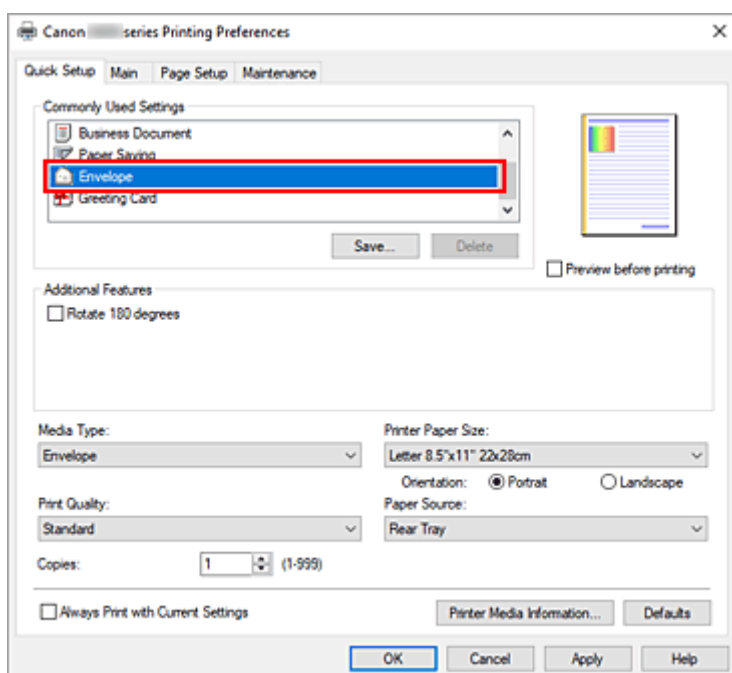 Canon series Printing Preferences
Quick Setup Main Page Setup Maintenance
Commonly Used Settings
Business Document
Paper Saving
Envelope
Greeting Card
Save... Delete
Preview before printing
Additional Features
Rotate 180 degrees
Media Type: Printer Paper Size:
Envelope Letter 8.5"x11" 22x28cm
Orientation: Portrait Landscape
Print Quality: Paper Source:
Standard Rear Tray
Copies: 1 (1-999)
Always Print with Current Settings Printer Media Information... Defaults
OK Cancel Apply Help